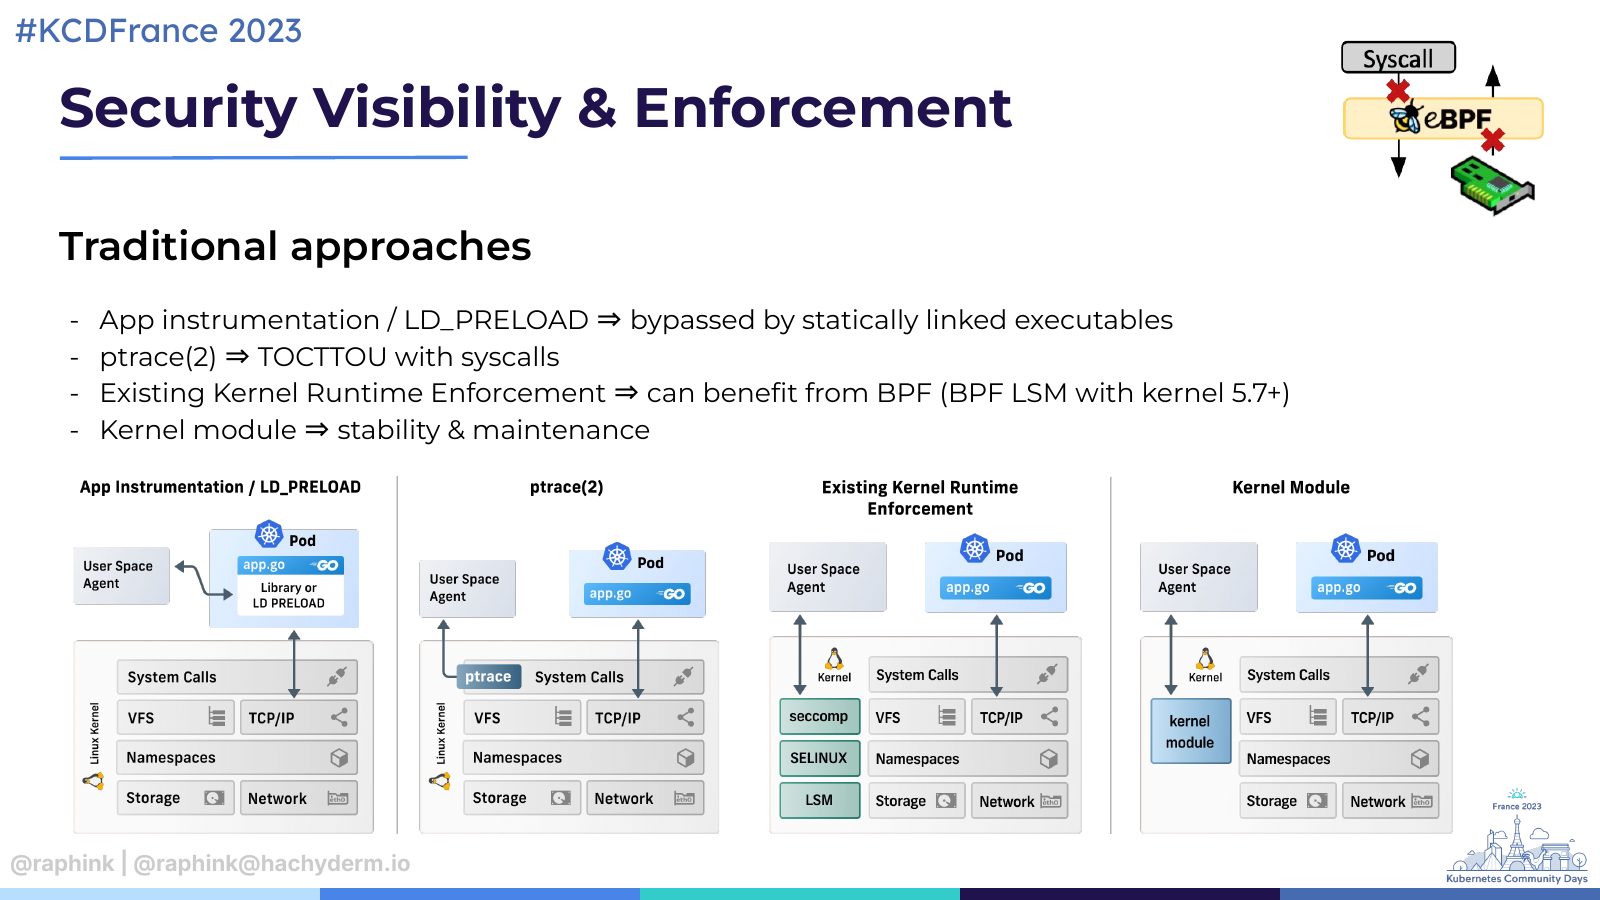 #KCDFrance 2023
Syscall
eBPF
Security Visibility & Enforcement
Traditional approaches
- App instrumentation / LD_PRELOAD ⇒ bypassed by statically linked executables
- ptrace(2) ⇒ TOCTTOU with syscalls
- Existing Kernel Runtime Enforcement ⇒ can benefit from BPF (BPF LSM with kernel 5.7+)
- Kernel module ⇒ stability & maintenance
App Instrumentation / LD_PRELOAD
User Space
Agent
Pod
app.go GO
Library or
LD PRELOAD
Linux Kernel
System Calls
VFS
TCP/IP
Namespaces
Storage
Network
eth0
ptrace(2)
User Space
Agent
Pod
app.go GO
Linux Kernel
ptrace
System Calls
VFS
TCP/IP
Namespaces
Storage
Network
eth0
Existing Kernel Runtime
Enforcement
User Space
Agent
Pod
app.go GO
Kernel
seccomp
SELINUX
LSM
System Calls
VFS
TCP/IP
Namespaces
Storage
Network
eth0
Kernel Module
User Space
Agent
Pod
app.go GO
Kernel
kernel
module
System Calls
VFS
TCP/IP
Namespaces
Storage
Network
eth0
France 2023
Kubernetes Community Days
@raphink | @raphink@hachyderm.io